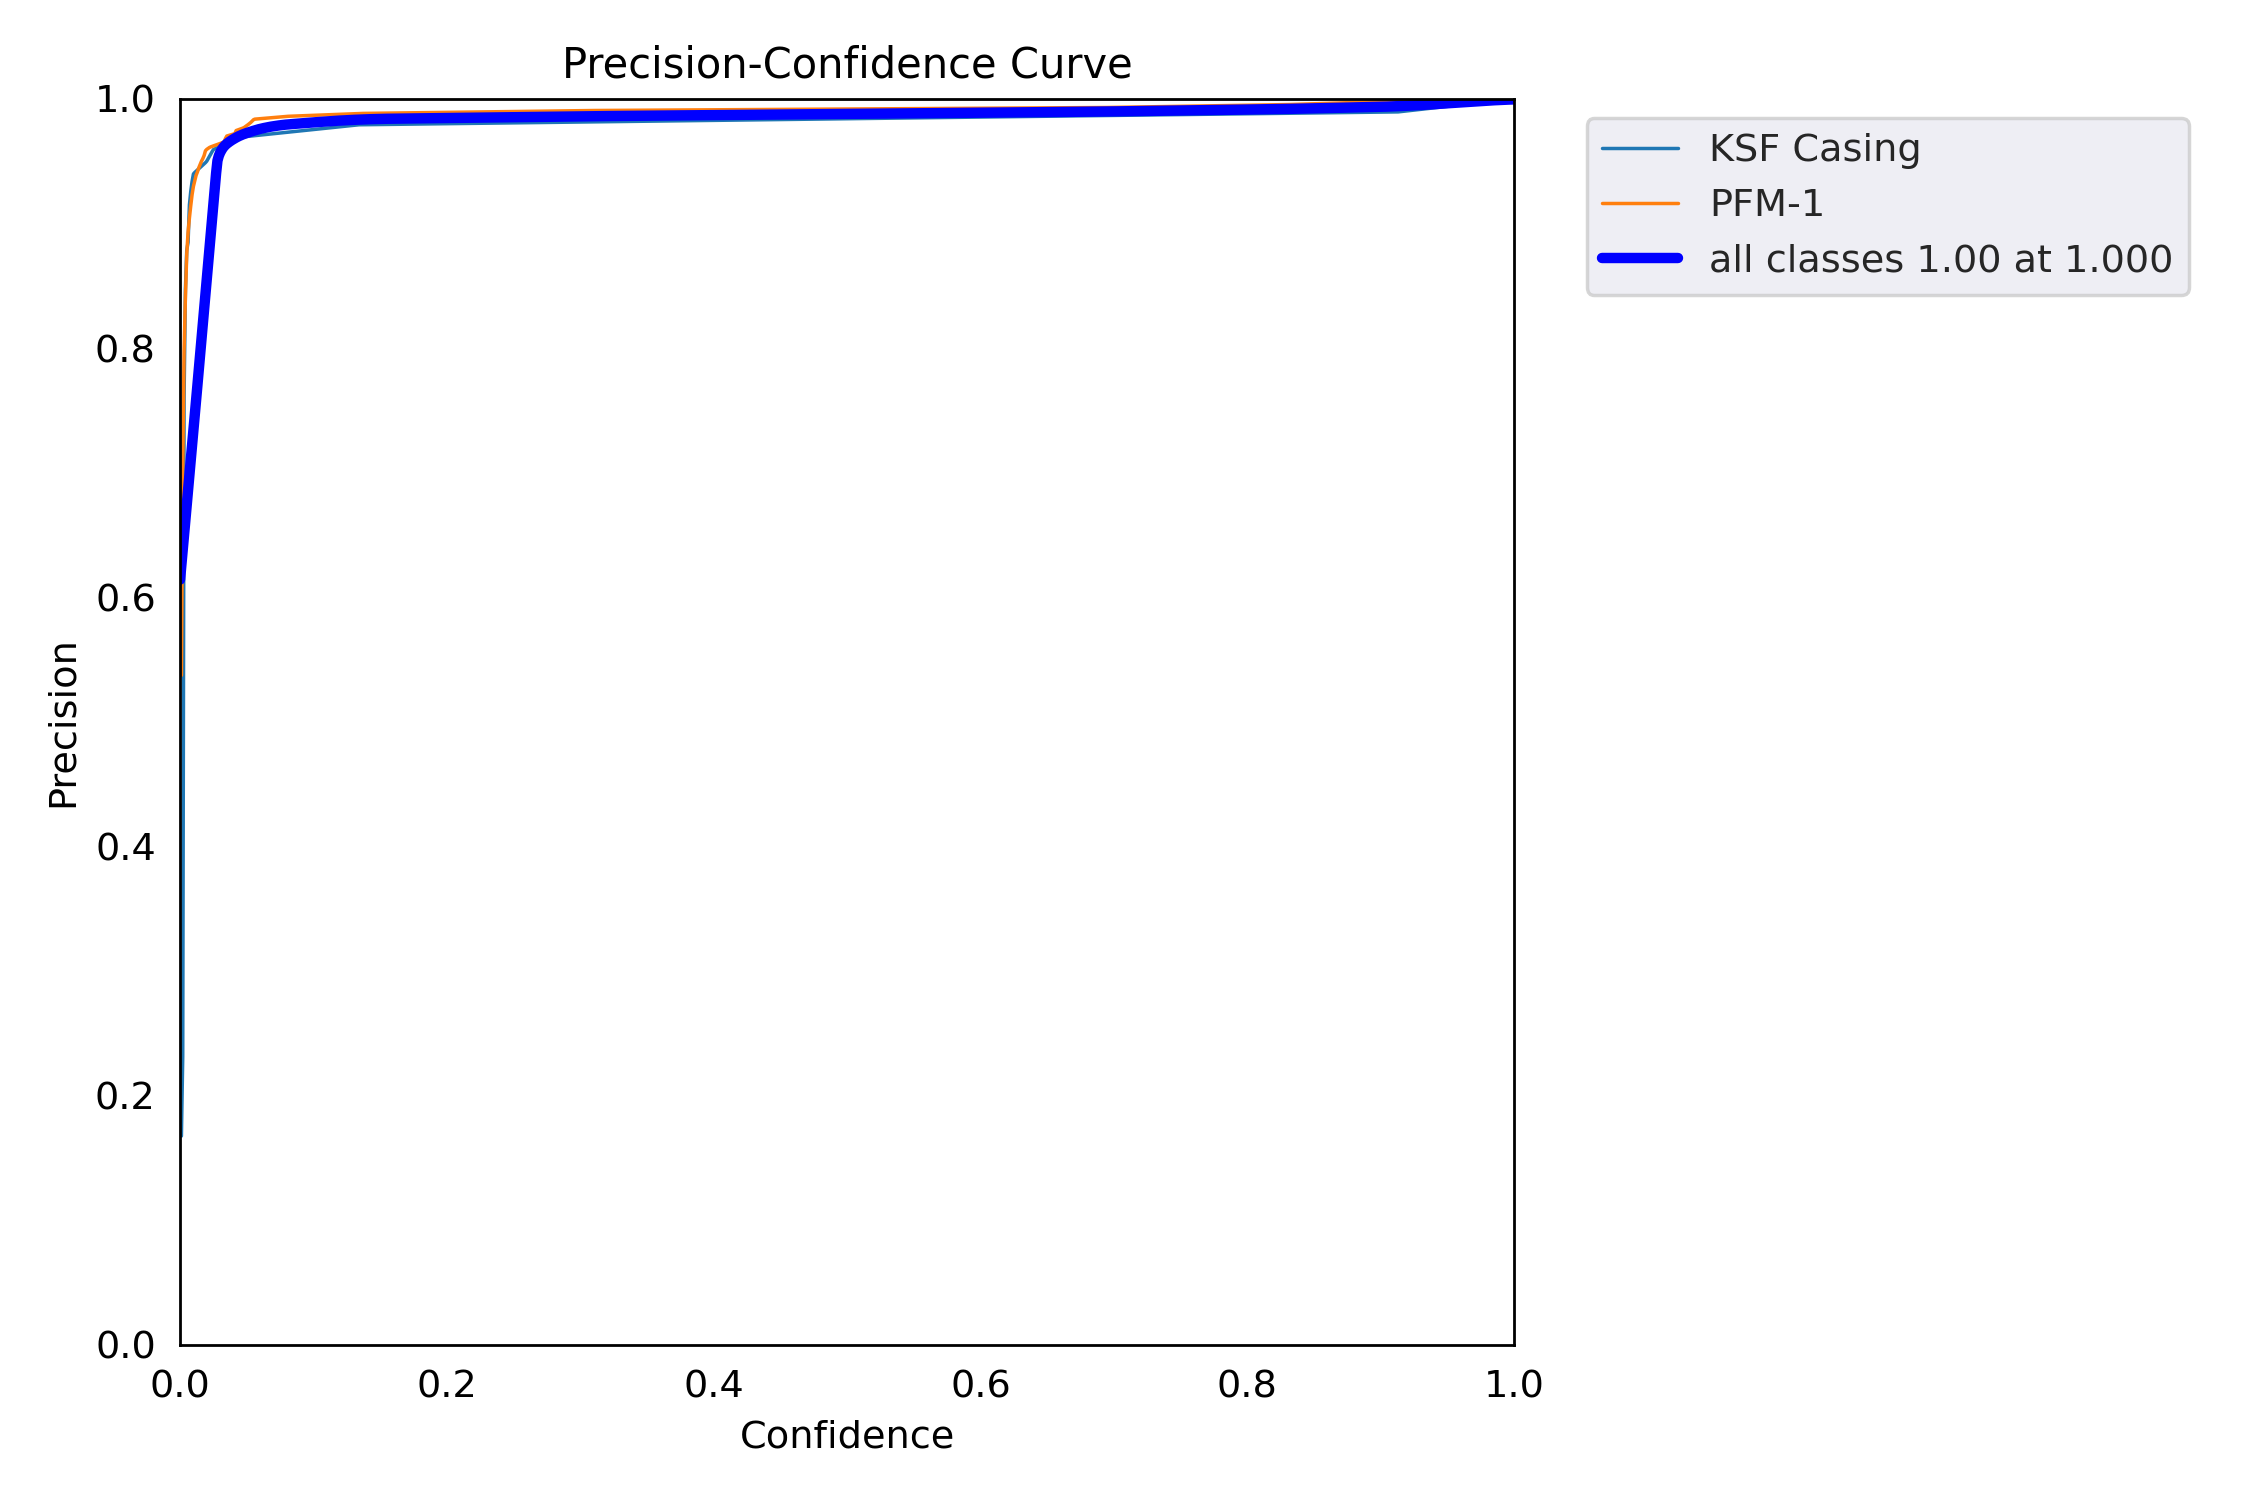 Precision-Confidence Curve
1.0
0.8
0.6
0.4
0.2
0.0
Precision
0.0 0.2 0.4 0.6 0.8 1.0
Confidence
KSF Casing
PFM-1
all classes 1.00 at 1.000